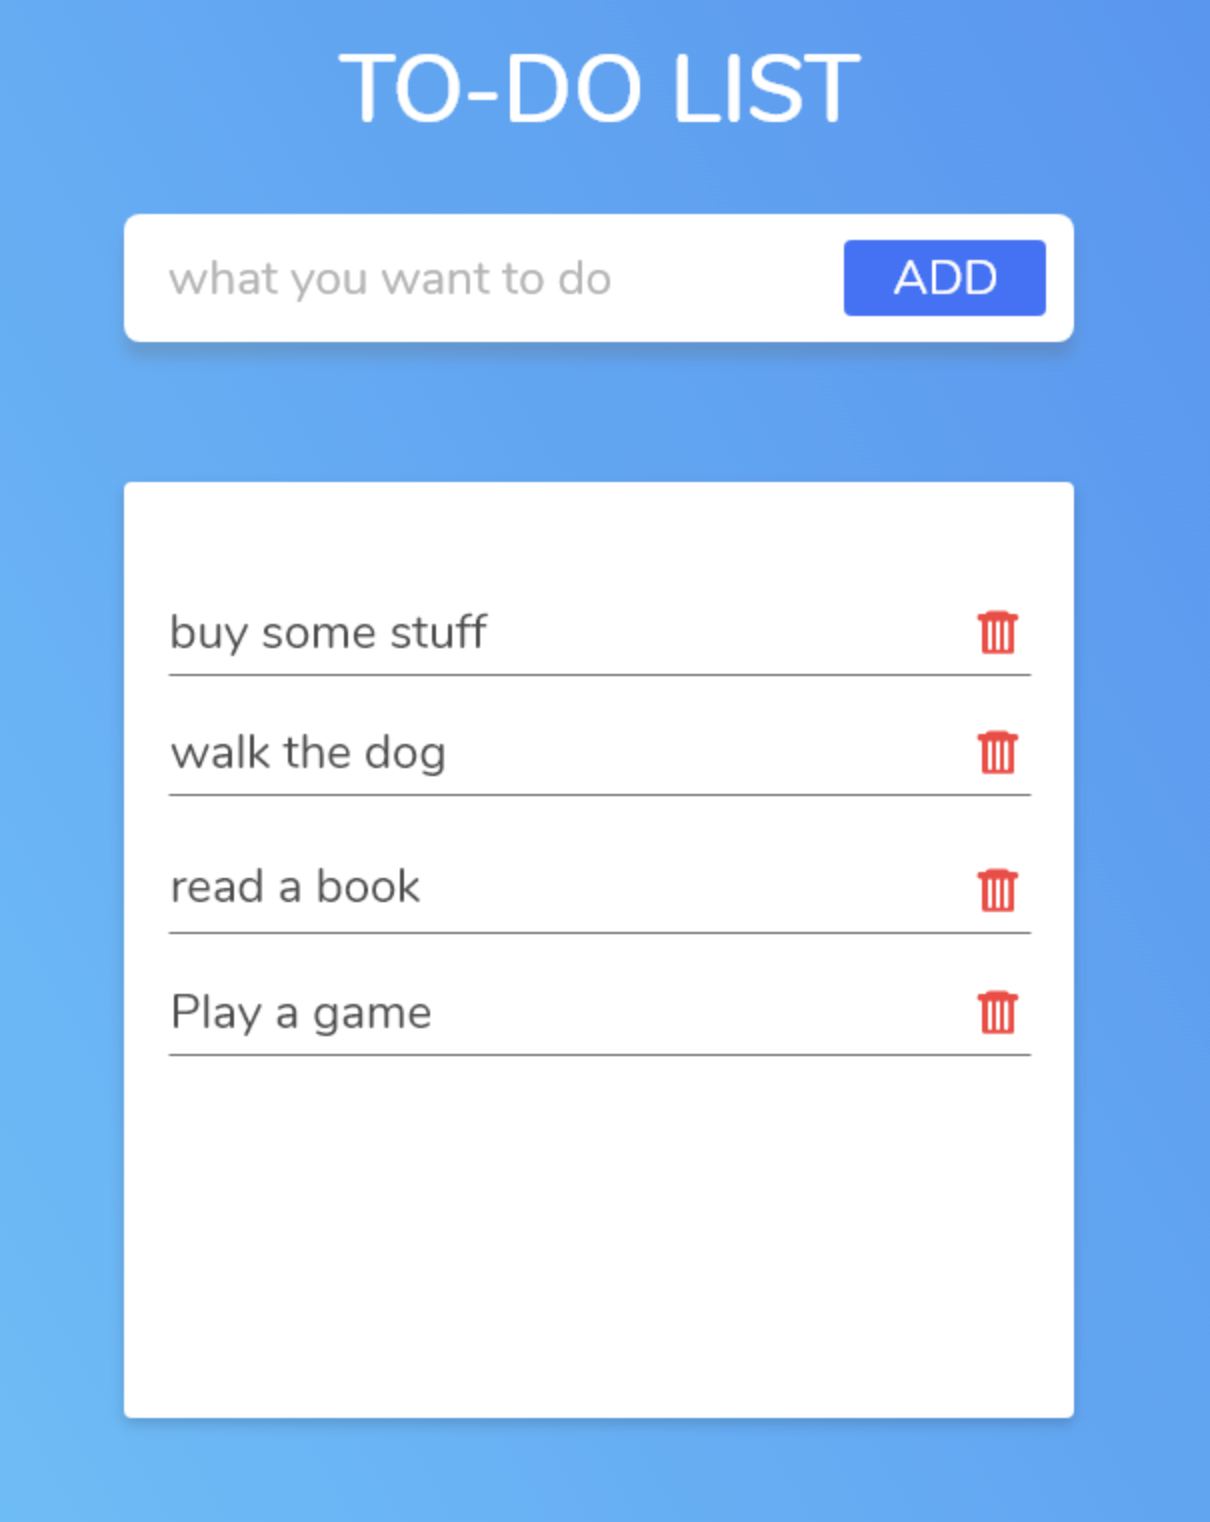 TO-DO LIST
what you want to do
ADD
buy some stuff
walk the dog
read a book
Play a game